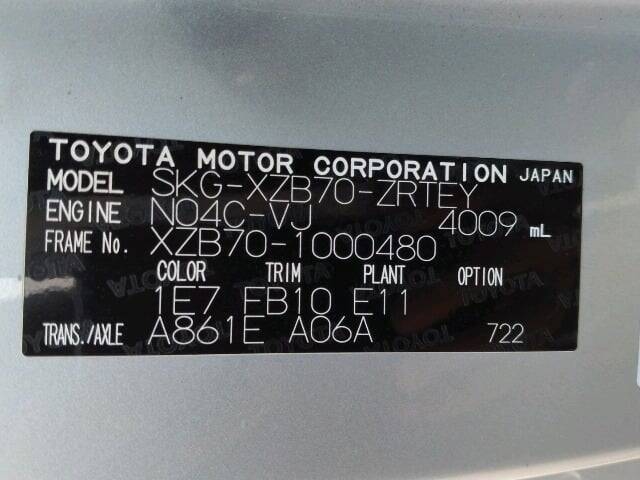 TOYOTA MOTOR CORPORATION JAPAN
MODEL SKG-XZB70-ZRTEY
ENGINE N04C-VJ 4009 mL
FRAME No. XZB70-1000480
COLOR TRIM PLANT OPTION
1E7 FB10 E11
TRANS./AXLE A861E A06A 722